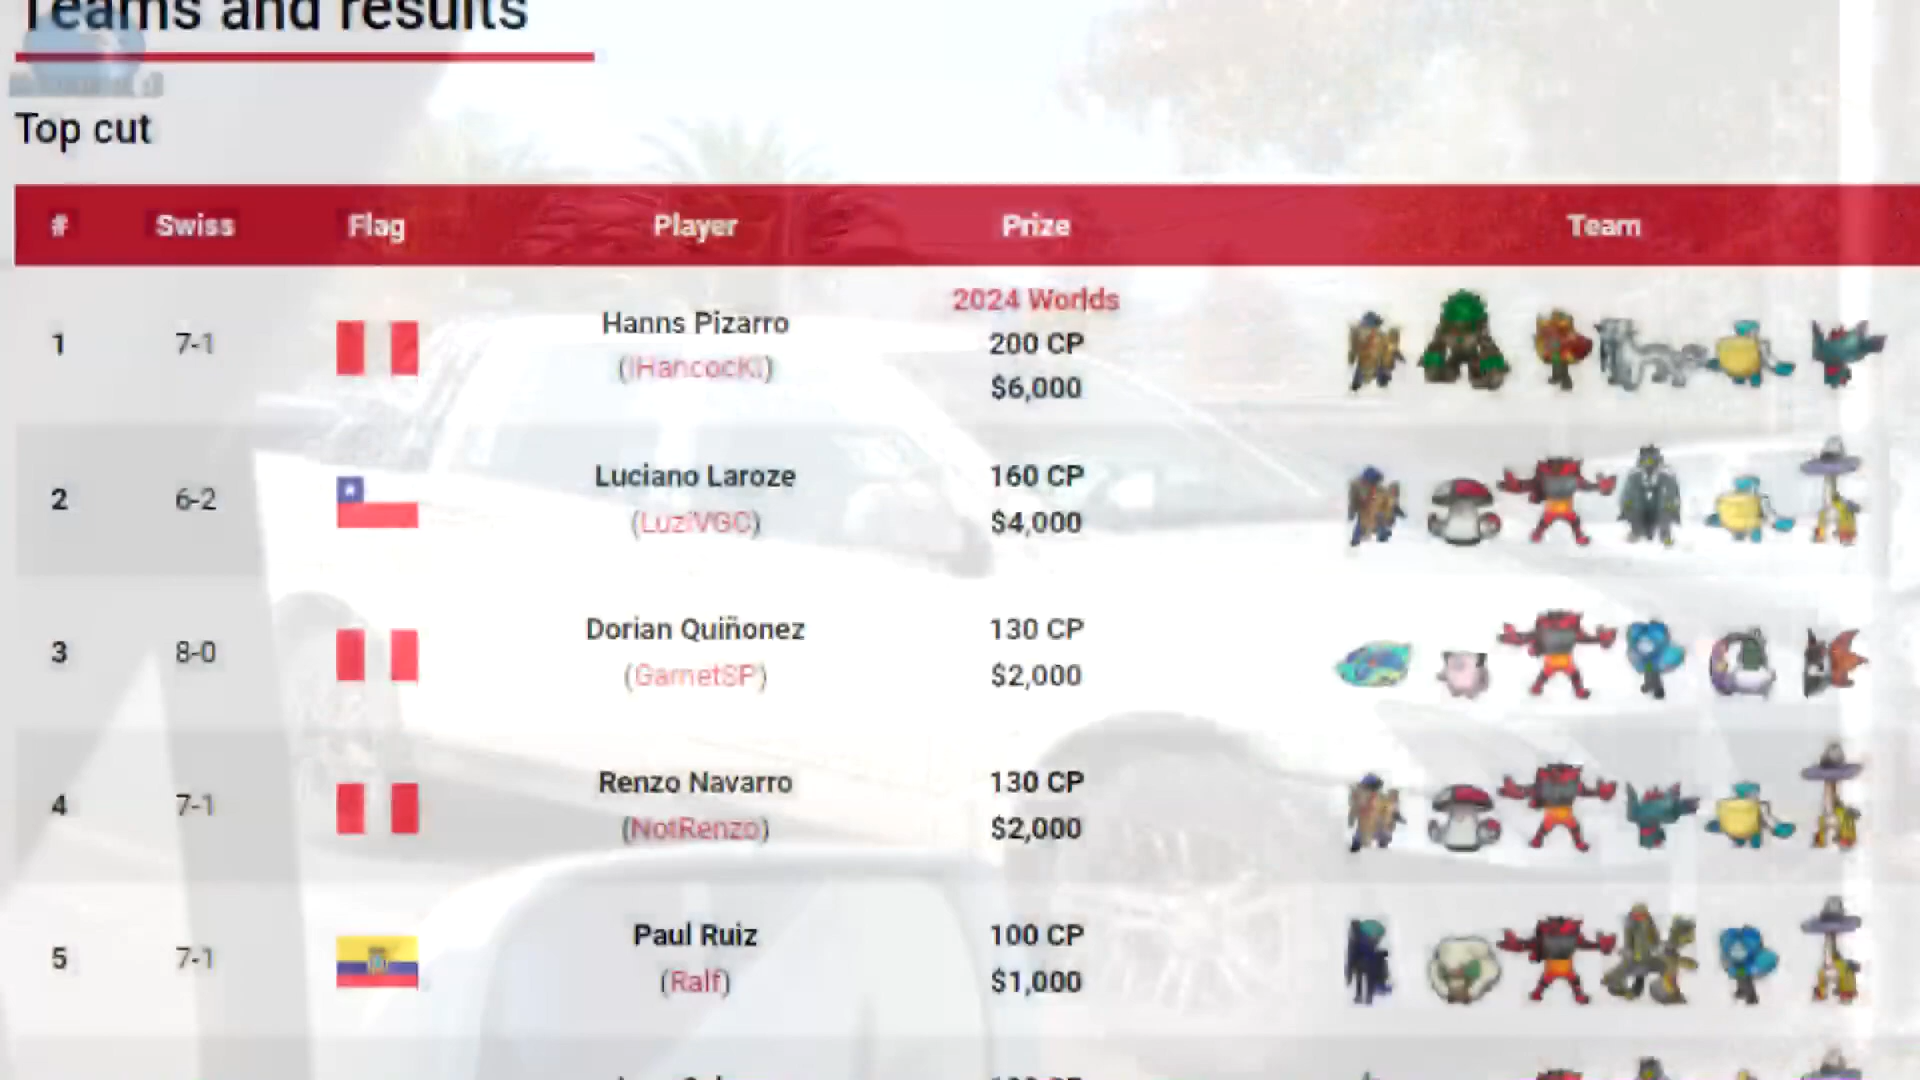 Teams and results
Top cut
# Swiss Flag Player Prize Team
1 7-1 Hanns Pizarro (lHancocKl) 2024 Worlds 200 CP $6,000
2 6-2 Luciano Laroze (LuziVGC) 160 CP $4,000
3 8-0 Dorian Quiñonez (GarnetSP) 130 CP $2,000
4 7-1 Renzo Navarro (NotRenzo) 130 CP $2,000
5 7-1 Paul Ruiz (Ralf) 100 CP $1,000